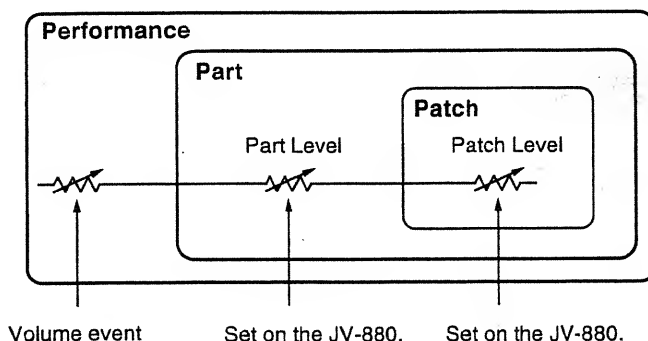 Performance
Part
Patch
Part Level
Patch Level
Volume event
Set on the JV-880.
Set on the JV-880.